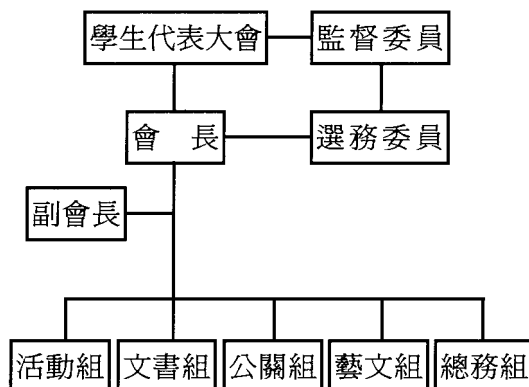 學生代表大會
監督委員
會 長
選務委員
副會長
活動組
文書組
公關組
藝文組
總務組